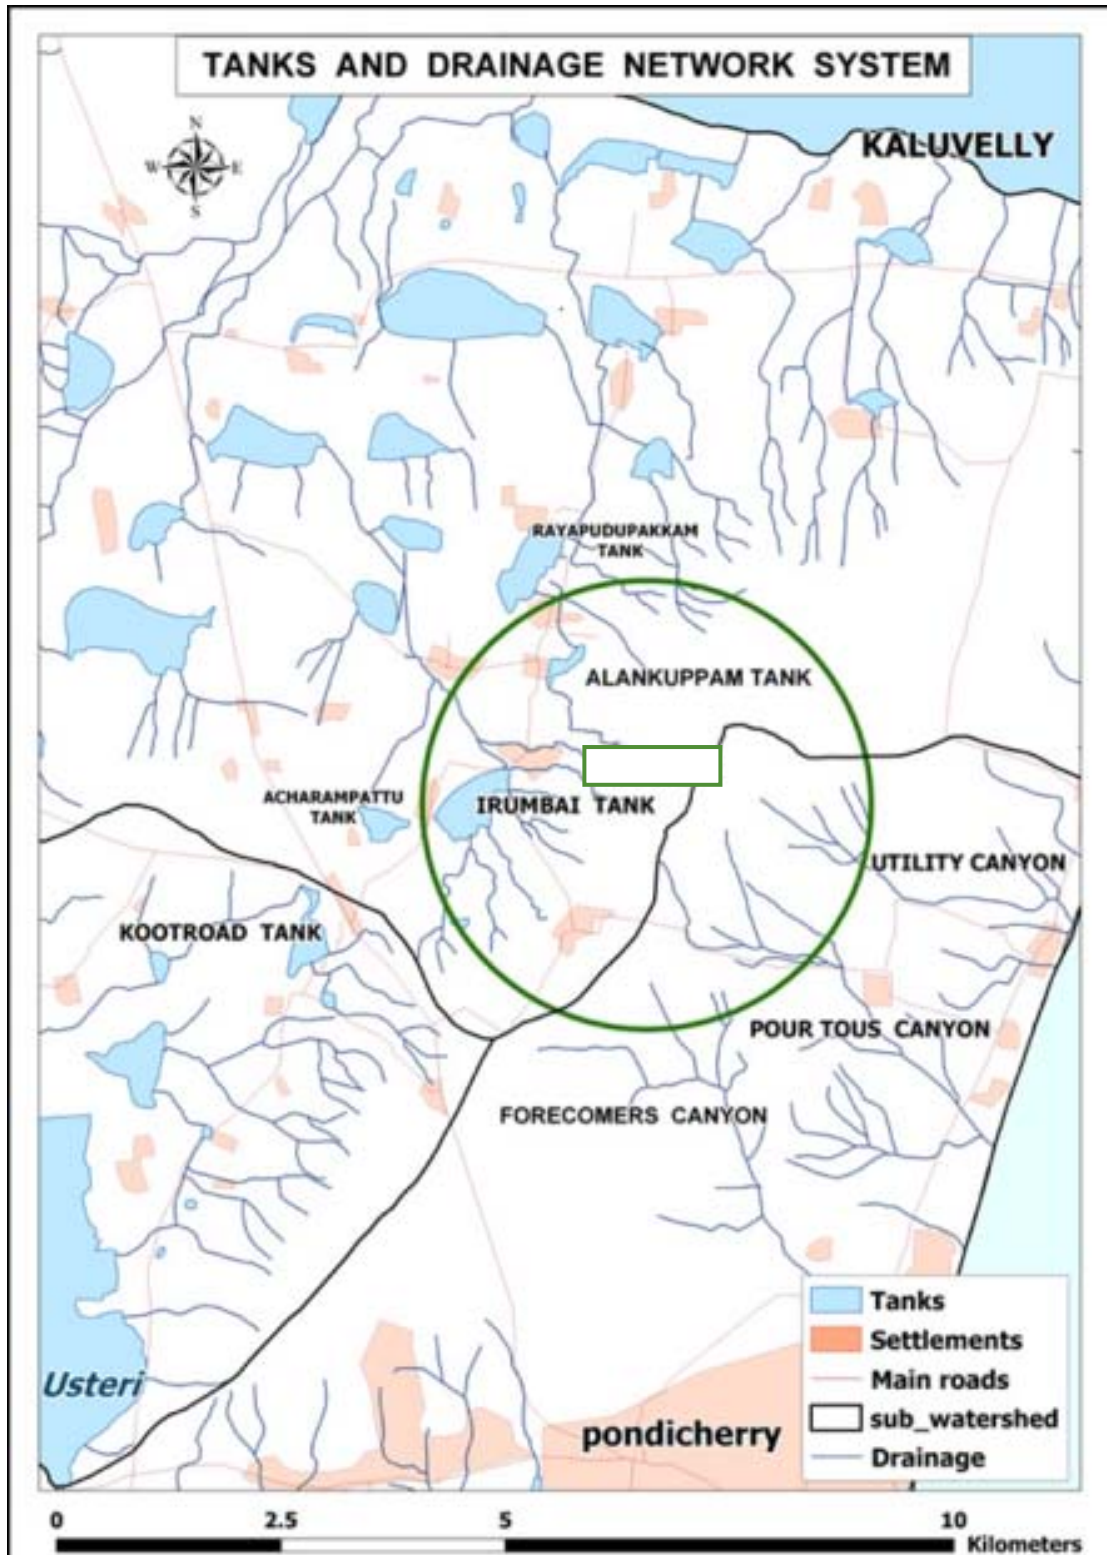 TANKS AND DRAINAGE NETWORK SYSTEM
N
W E
S
KALUVELLY
RAYAPUDUPAKKAM
TANK
ALANKUPPAM TANK
ACHARAMPATTU
TANK
IRUMBAI TANK
UTILITY CANYON
KOOTROAD TANK
POUR TOUS CANYON
FORECOMERS CANYON
Usteri
pondicherry
Tanks
Settlements
Main roads
sub_watershed
Drainage
0 2.5 5 10
Kilometers